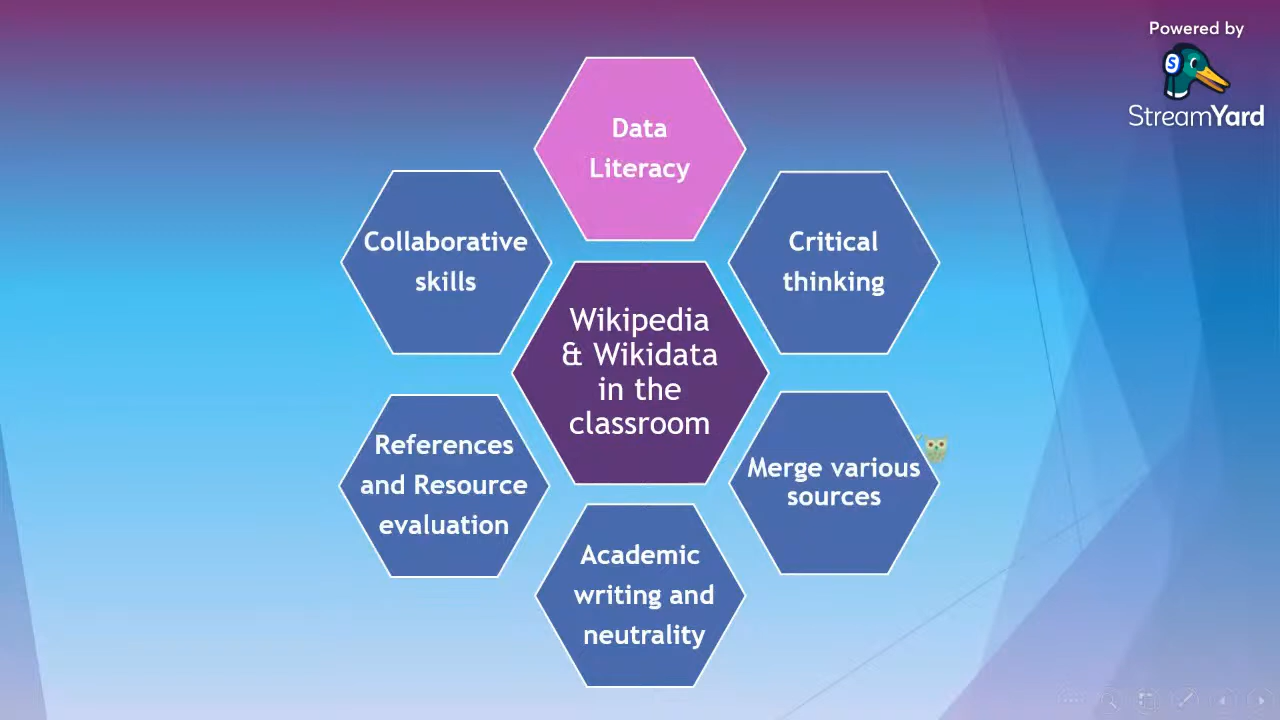 Powered by
StreamYard
Data
Literacy
Collaborative
skills
Critical
thinking
Wikipedia
& Wikidata
in the
classroom
References
and Resource
evaluation
Merge various
sources
Academic
writing and
neutrality